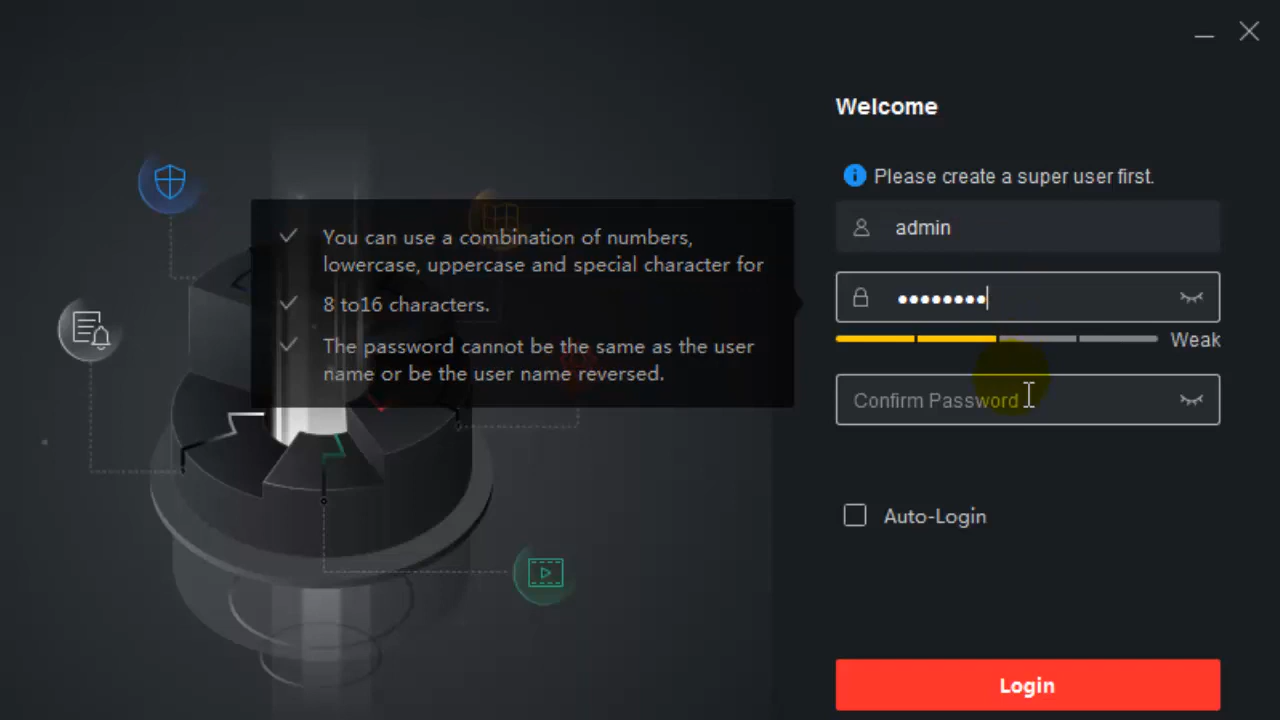 Welcome
Please create a super user first.
admin
You can use a combination of numbers,
lowercase, uppercase and special character for
8 to16 characters.
The password cannot be the same as the user
name or be the user name reversed.
●●●●●●●●
Weak
Confirm Password
Auto-Login
Login